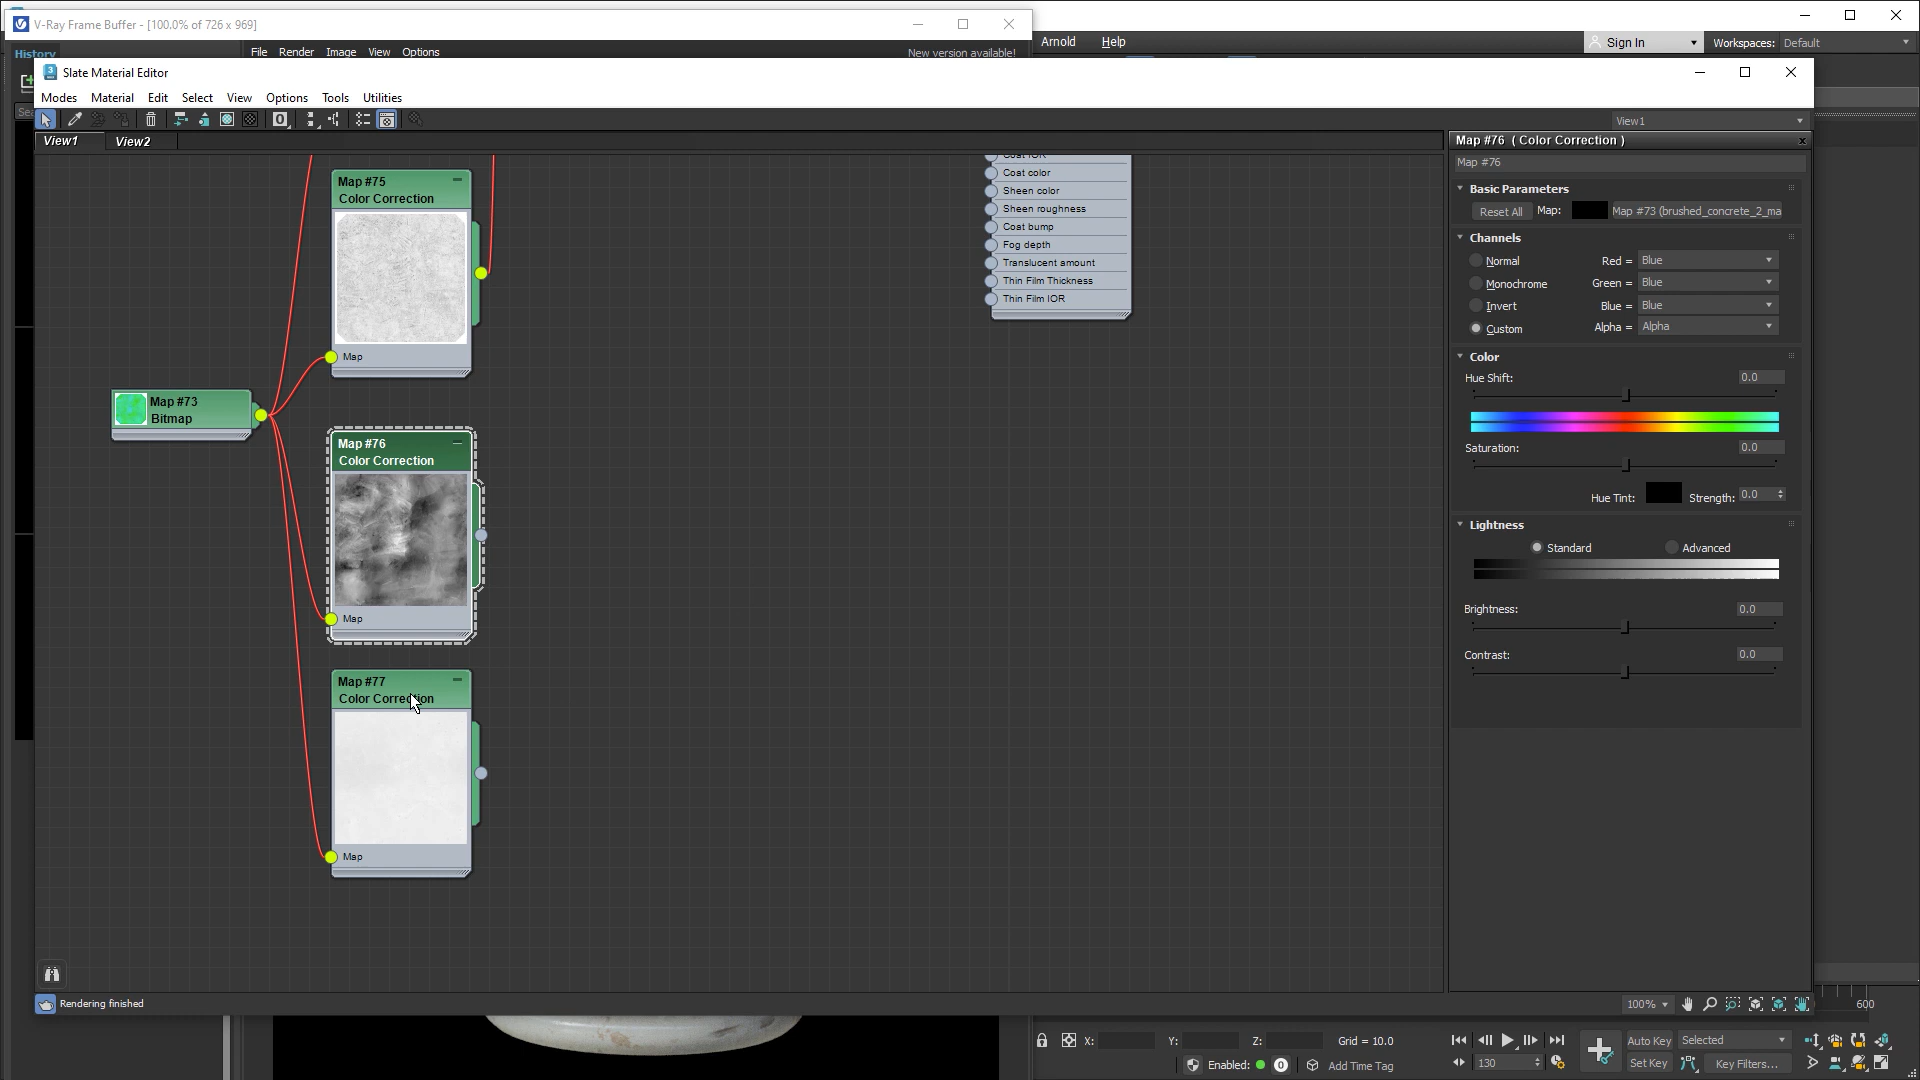 V-Ray Frame Buffer - [100.0% of 726 x 969]
History
File Render Image View Options
New version available!
Arnold Help
Sign In
Workspaces: Default
Slate Material Editor
Modes Material Edit Select View Options Tools Utilities
View1
View1 View2
Map #76 ( Color Correction )
Map #76
Basic Parameters
Reset All Map: Map #73 (brushed_concrete_2_ma
Channels
Normal Red = Blue
Monochrome Green = Blue
Invert Blue = Blue
Custom Alpha = Alpha
Color
Hue Shift: 0.0
Saturation: 0.0
Hue Tint: Strength: 0.0
Lightness
Standard Advanced
Brightness: 0.0
Contrast: 0.0
Map #75
Color Correction
Map
Map #73
Bitmap
Map #76
Color Correction
Map
Map #77
Color Correction
Map
Coat IOR
Coat color
Sheen color
Sheen roughness
Coat bump
Fog depth
Translucent amount
Thin Film Thickness
Thin Film IOR
Rendering finished
100%
600
X: Y: Z: Grid = 10.0
Enabled: 0 Add Time Tag
130
Auto Key Selected
Set Key Key Filters...